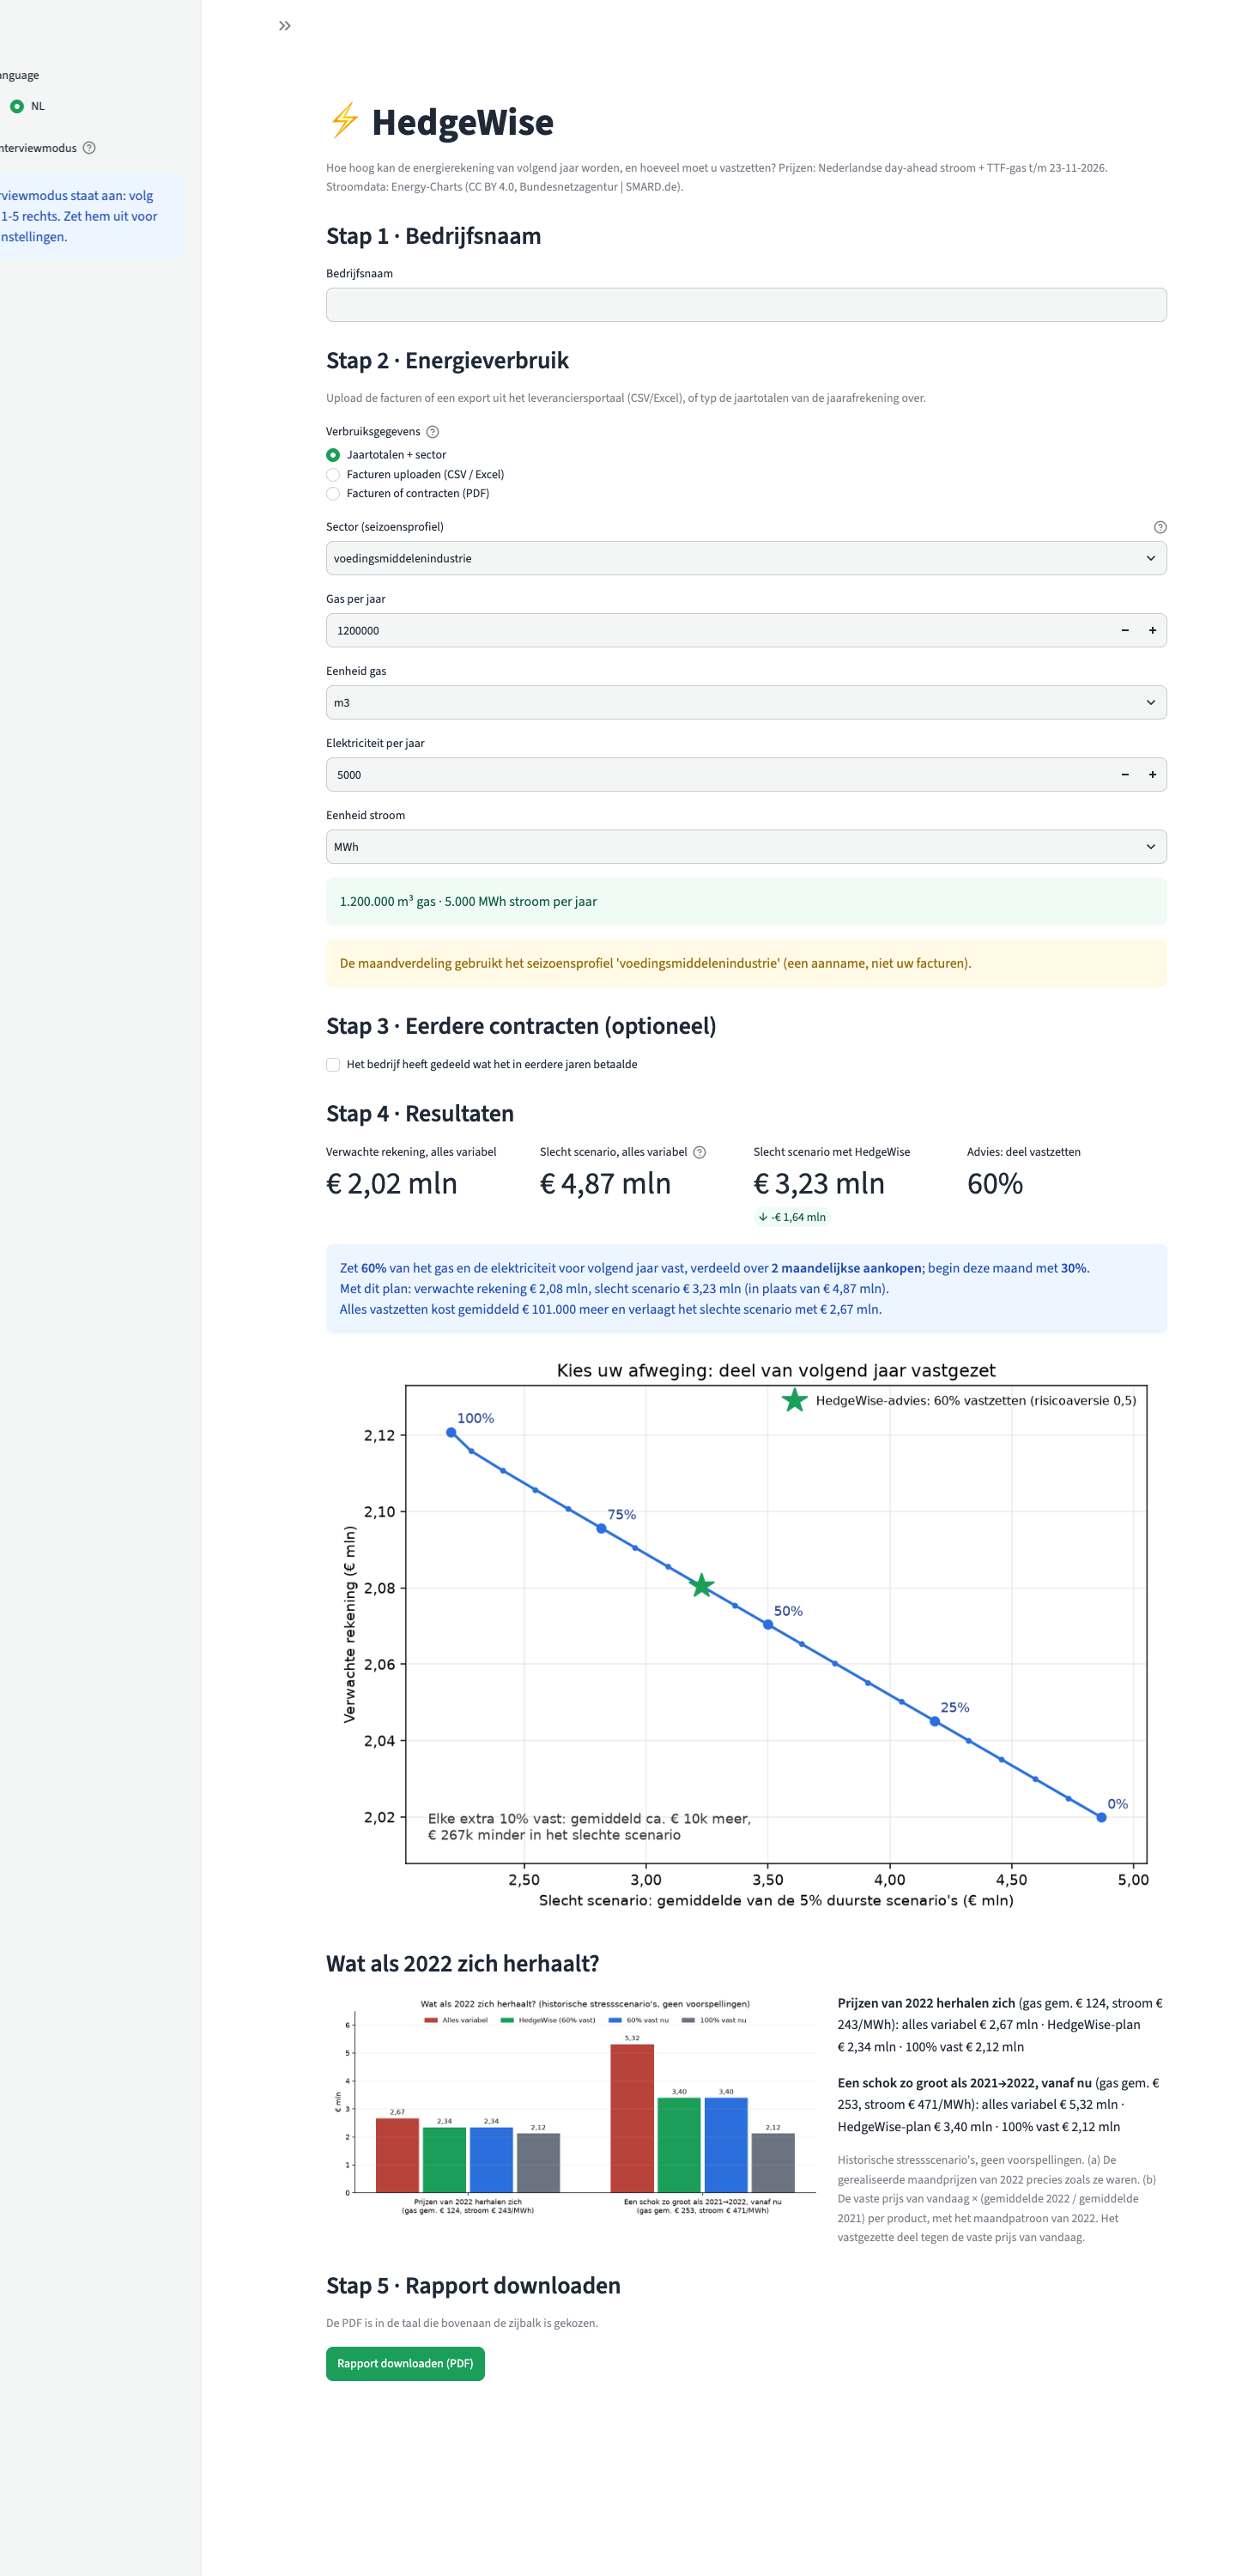 anguage
NL
nterviewmodus
rviewmodus staat aan: volg
1-5 rechts. Zet hem uit voor
nstellingen.
HedgeWise
Hoe hoog kan de energierekening van volgend jaar worden, en hoeveel moet u vastzetten? Prijzen: Nederlandse day-ahead stroom + TTF-gas t/m 23-11-2026.
Stroomdata: Energy-Charts (CC BY 4.0, Bundesnetzagentur | SMARD.de).
Stap 1 · Bedrijfsnaam
Bedrijfsnaam
Stap 2 · Energieverbruik
Upload de facturen of een export uit het leveranciersportaal (CSV/Excel), of typ de jaartotalen van de jaarafrekening over.
Verbruiksgegevens
Jaartotalen + sector
Facturen uploaden (CSV / Excel)
Facturen of contracten (PDF)
Sector (seizoensprofiel)
voedingsmiddelenindustrie
Gas per jaar
1200000
Eenheid gas
m3
Elektriciteit per jaar
5000
Eenheid stroom
MWh
1.200.000 m³ gas · 5.000 MWh stroom per jaar
De maandverdeling gebruikt het seizoensprofiel 'voedingsmiddelenindustrie' (een aanname, niet uw facturen).
Stap 3 · Eerdere contracten (optioneel)
Het bedrijf heeft gedeeld wat het in eerdere jaren betaalde
Stap 4 · Resultaten
Verwachte rekening, alles variabel
€ 2,02 mln
Slecht scenario, alles variabel
€ 4,87 mln
Slecht scenario met HedgeWise
€ 3,23 mln
↓ -€ 1,64 mln
Advies: deel vastzetten
60%
Zet 60% van het gas en de elektriciteit voor volgend jaar vast, verdeeld over 2 maandelijkse aankopen; begin deze maand met 30%.
Met dit plan: verwachte rekening € 2,08 mln, slecht scenario € 3,23 mln (in plaats van € 4,87 mln).
Alles vastzetten kost gemiddeld € 101.000 meer en verlaagt het slechte scenario met € 2,67 mln.
Kies uw afweging: deel van volgend jaar vastgezet
HedgeWise-advies: 60% vastzetten (risicoaversie 0,5)
100%
75%
50%
25%
0%
2,12
2,10
2,08
2,06
2,04
2,02
Verwachte rekening (€ mln)
Elke extra 10% vast: gemiddeld ca. € 10k meer,
€ 267k minder in het slechte scenario
2,50 3,00 3,50 4,00 4,50 5,00
Slecht scenario: gemiddelde van de 5% duurste scenario's (€ mln)
Wat als 2022 zich herhaalt?
Wat als 2022 zich herhaalt? (historische stressscenario's, geen voorspellingen)
Alles variabel HedgeWise (60% vast) 60% vast nu 100% vast nu
6
5
4
3
2
1
0
€ mln
2,67 2,34 2,34 2,12
5,32 3,40 3,40 2,12
Prijzen van 2022 herhalen zich
(gas gem. € 124, stroom € 243/MWh)
Een schok zo groot als 2021→2022, vanaf nu
(gas gem. € 253, stroom € 471/MWh)
Prijzen van 2022 herhalen zich (gas gem. € 124, stroom €
243/MWh): alles variabel € 2,67 mln · HedgeWise-plan
€ 2,34 mln · 100% vast € 2,12 mln
Een schok zo groot als 2021→2022, vanaf nu (gas gem. €
253, stroom € 471/MWh): alles variabel € 5,32 mln ·
HedgeWise-plan € 3,40 mln · 100% vast € 2,12 mln
Historische stressscenario's, geen voorspellingen. (a) De
gerealiseerde maandprijzen van 2022 precies zoals ze waren. (b)
De vaste prijs van vandaag × (gemiddelde 2022 / gemiddelde
2021) per product, met het maandpatroon van 2022. Het
vastgezette deel tegen de vaste prijs van vandaag.
Stap 5 · Rapport downloaden
De PDF is in de taal die bovenaan de zijbalk is gekozen.
Rapport downloaden (PDF)